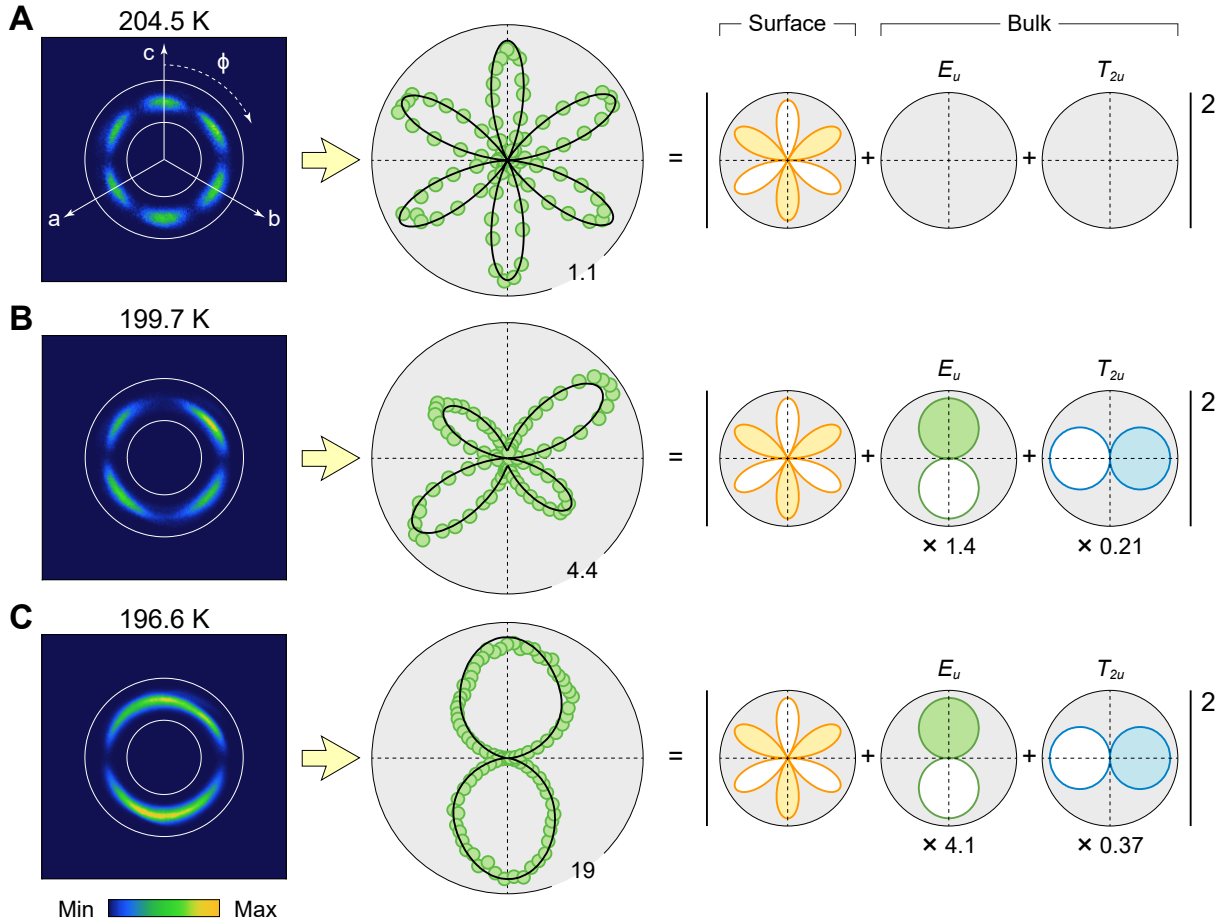 A
204.5 K
c
ϕ
a
b
1.1
=
Surface
Bulk
E_u
T_2u
+
+
2
B
199.7 K
4.4
=
E_u
T_2u
+
+
2
× 1.4
× 0.21
C
196.6 K
19
=
E_u
T_2u
+
+
2
× 4.1
× 0.37
Min
Max